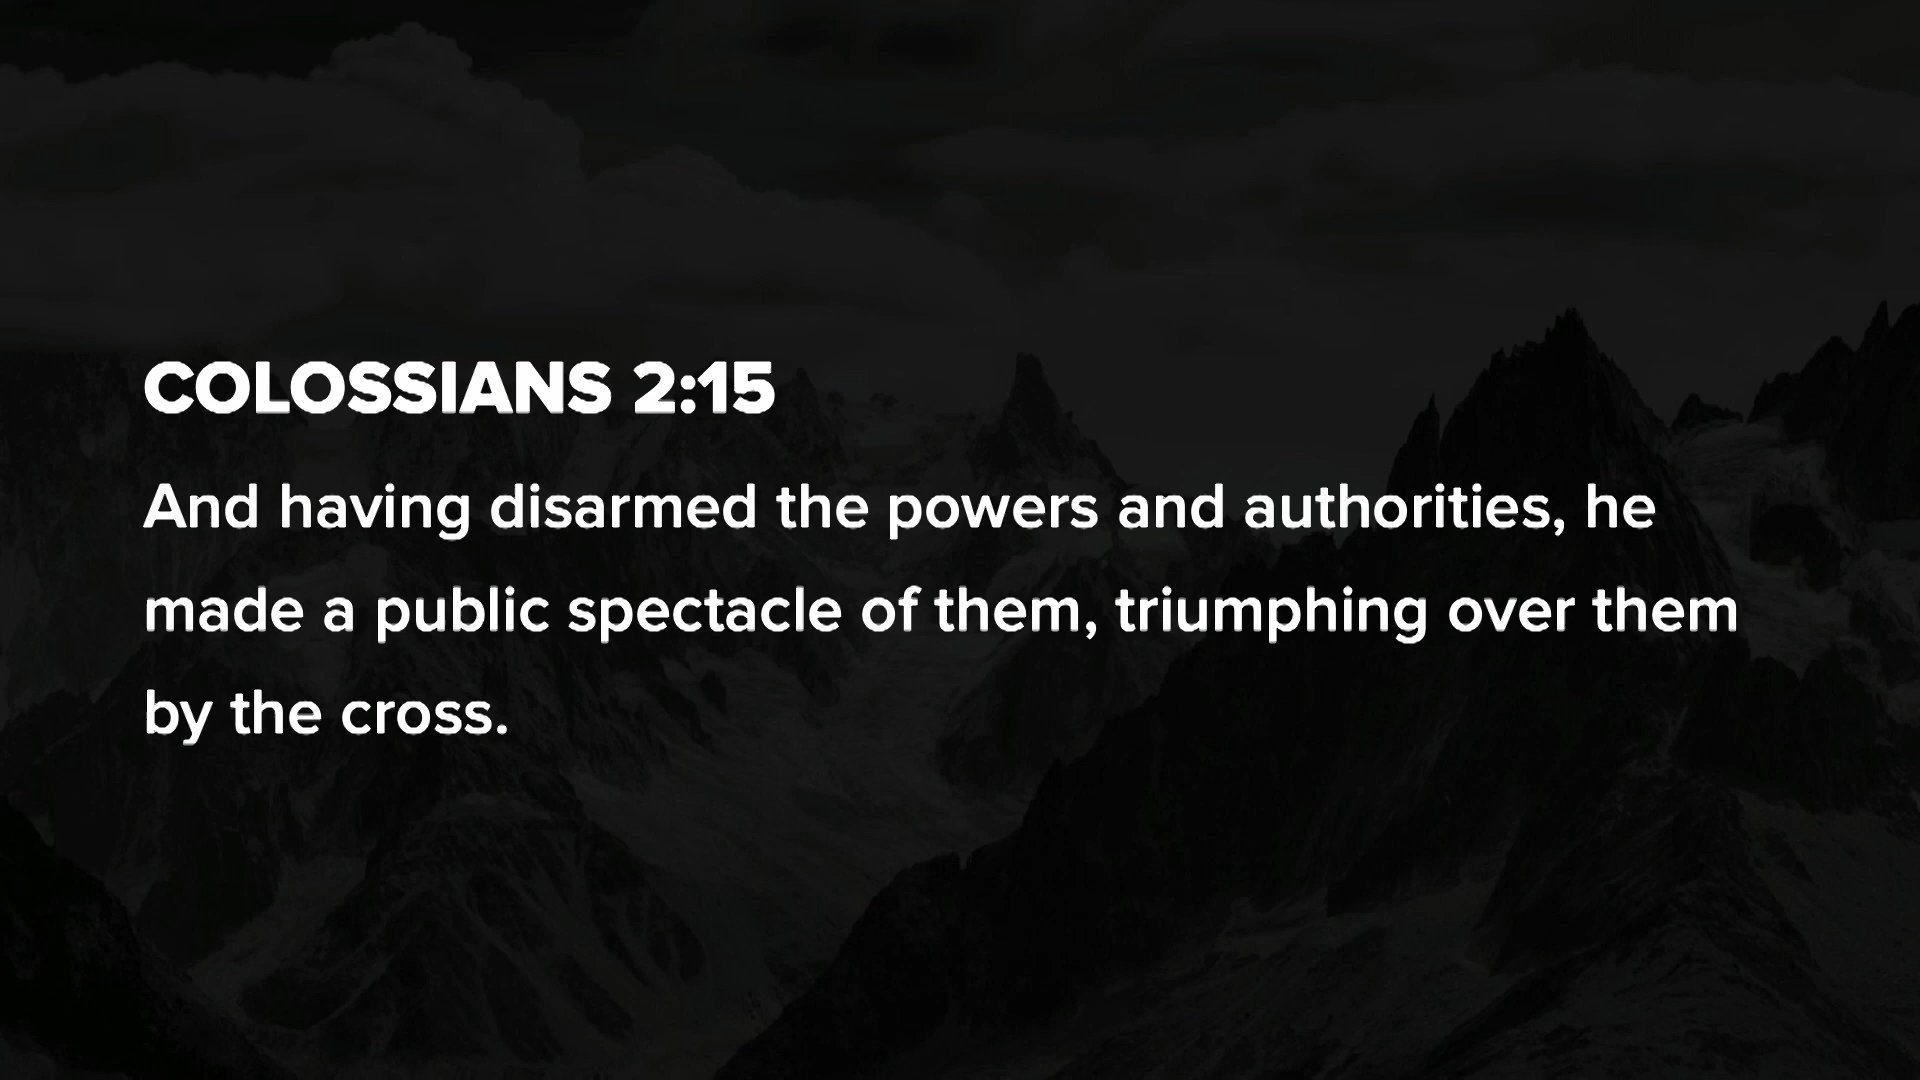 COLOSSIANS 2:15
And having disarmed the powers and authorities, he
made a public spectacle of them, triumphing over them
by the cross.